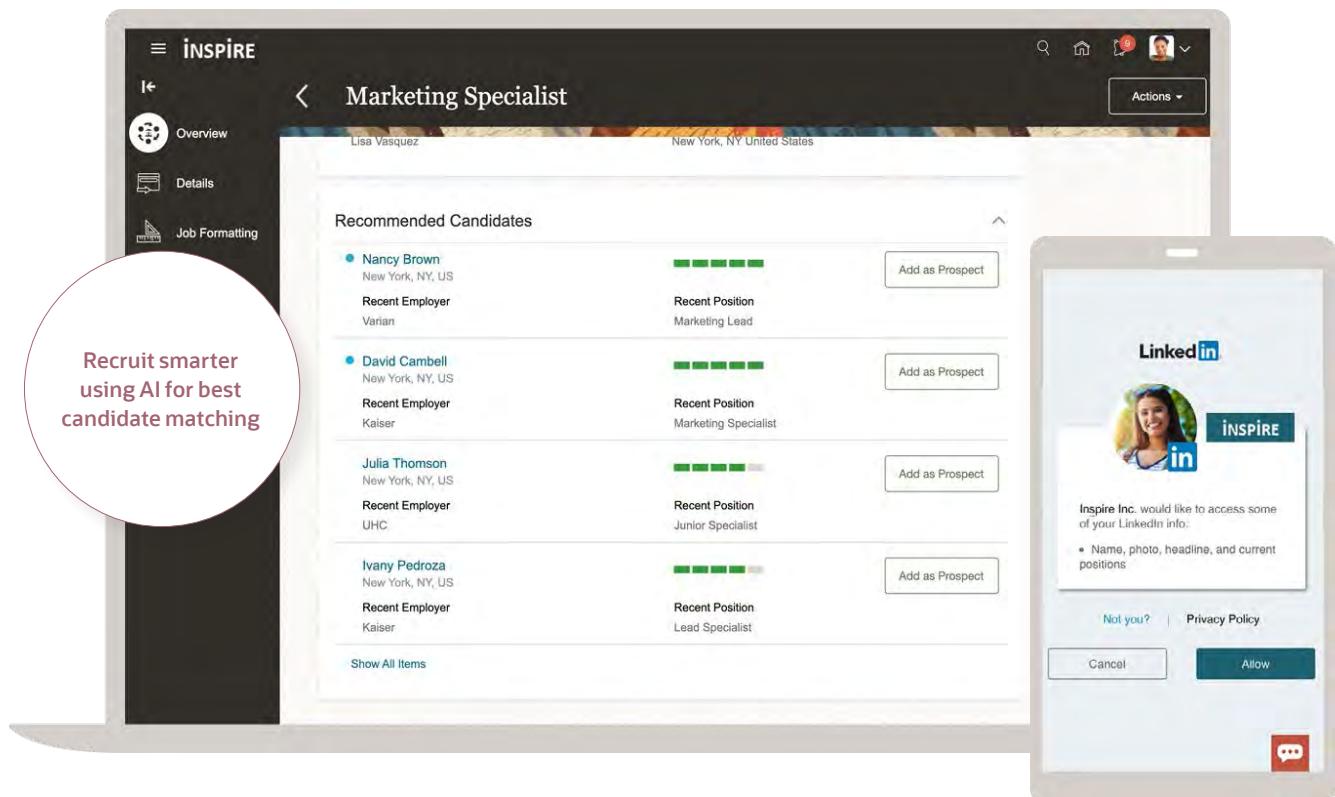 iNSPiRE
9
Marketing Specialist
Actions
Overview
Details
Job Formatting
Lisa Vasquez
New York, NY United States
Recommended Candidates
Nancy Brown
New York, NY, US
Add as Prospect
Recent Employer
Recent Position
Varian
Marketing Lead
David Cambell
New York, NY, US
Add as Prospect
Recent Employer
Recent Position
Kaiser
Marketing Specialist
Julia Thomson
New York, NY, US
Add as Prospect
Recent Employer
Recent Position
UHC
Junior Specialist
Ivany Pedroza
New York, NY, US
Add as Prospect
Recent Employer
Recent Position
Kaiser
Lead Specialist
Show All Items
Recruit smarter
using AI for best
candidate matching
Linked in
iNSPiRE
in
Inspire Inc. would like to access some
of your LinkedIn info.
• Name, photo, headline, and current
positions
Not you? | Privacy Policy
Cancel
Allow